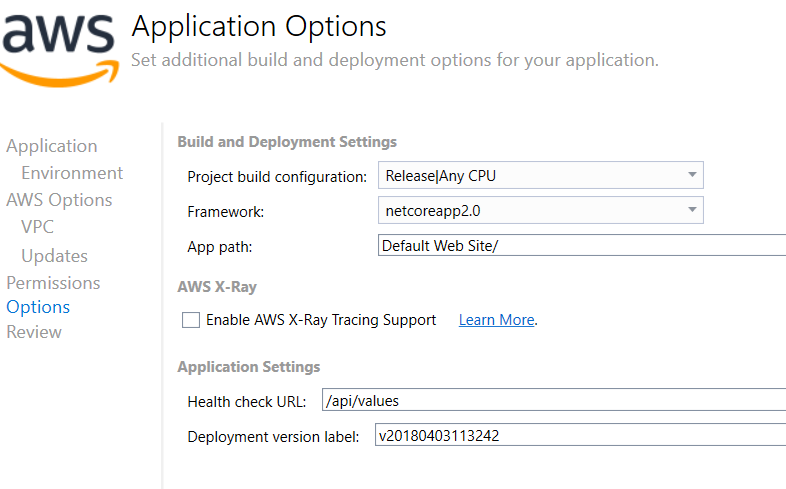 aws
Application Options
Set additional build and deployment options for your application.
Application
Environment
AWS Options
VPC
Updates
Permissions
Options
Review
Build and Deployment Settings
Project build configuration: Release|Any CPU
Framework: netcoreapp2.0
App path: Default Web Site/
AWS X-Ray
Enable AWS X-Ray Tracing Support Learn More.
Application Settings
Health check URL: /api/values
Deployment version label: v20180403113242